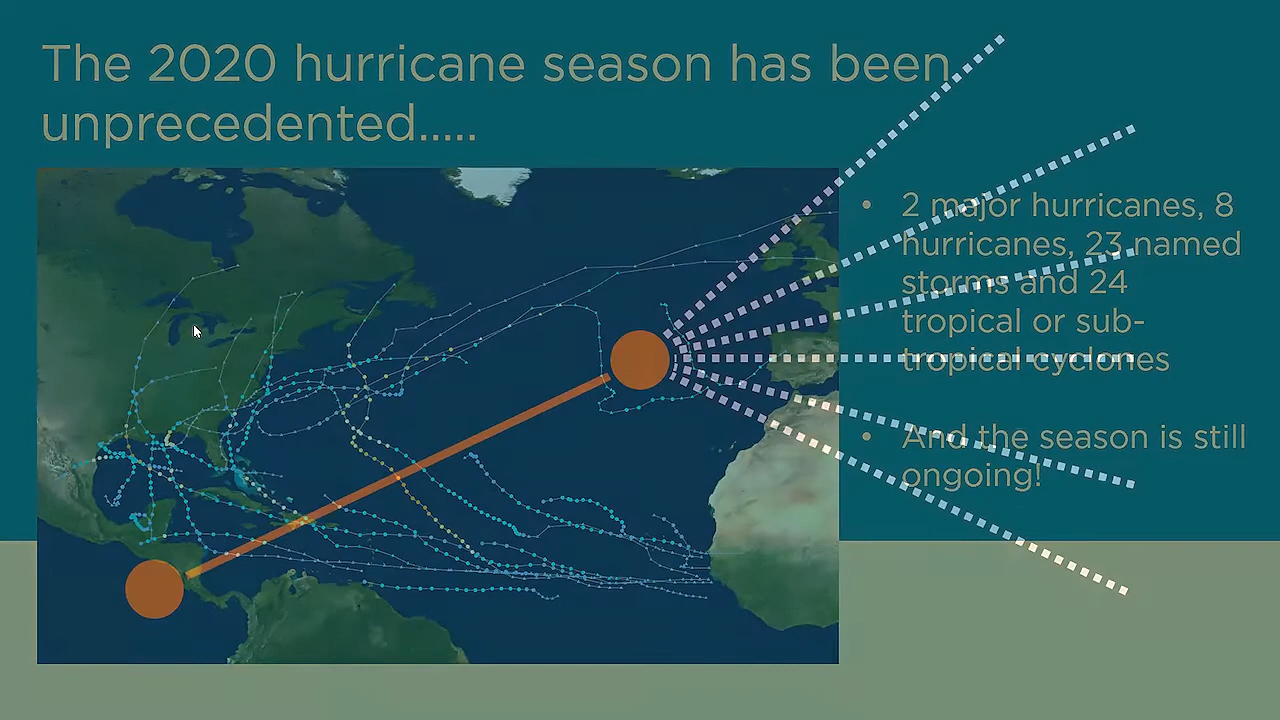 The 2020 hurricane season has been
unprecedented.....
• 2 major hurricanes, 8
hurricanes, 23 named
storms and 24
tropical or sub-
tropical cyclones
• And the season is still
ongoing!